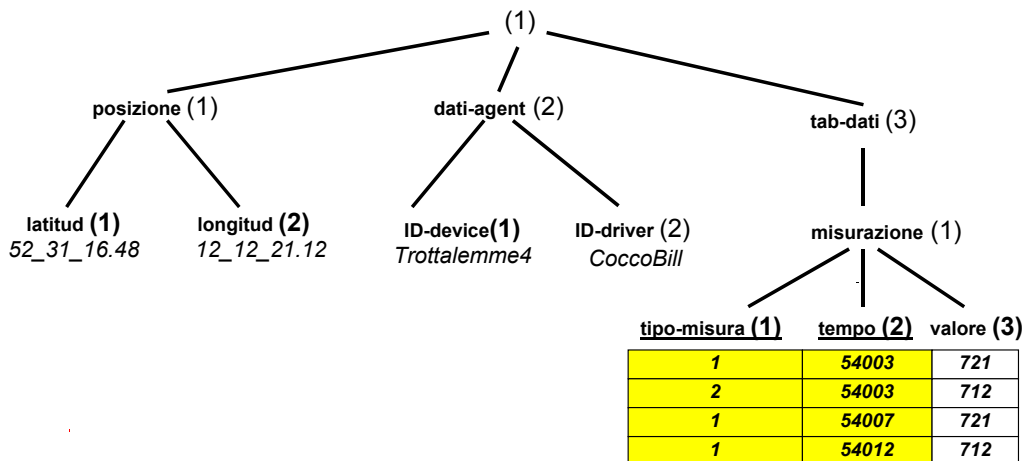 (1)
posizione (1)
dati-agent (2)
tab-dati (3)
latitud (1)
52_31_16.48
longitud (2)
12_12_21.12
ID-device(1)
Trottalemme4
ID-driver (2)
CoccoBill
misurazione (1)
tipo-misura (1) tempo (2) valore (3)
1 54003 721
2 54003 712
1 54007 721
1 54012 712